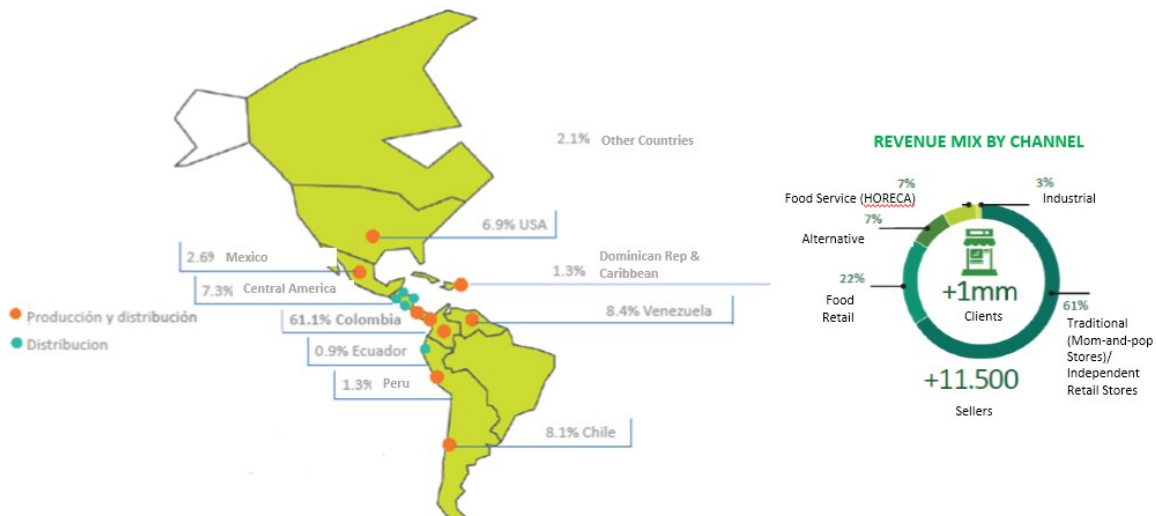 2.1% Other Countries
6.9% USA
2.6% Mexico
7.3% Central America
1.3%
Dominican Rep &
Caribbean
61.1% Colombia
8.4% Venezuela
0.9% Ecuador
1.3% Peru
8.1% Chile
Producción y distribución
Distribucion
REVENUE MIX BY CHANNEL
7%
Food Service (HORECA)
3%
Industrial
7%
Alternative
22%
Food
Retail
61%
Traditional
(Mom-and-pop
Stores)/
Independent
Retail Stores
+1mm
Clients
+11.500
Sellers